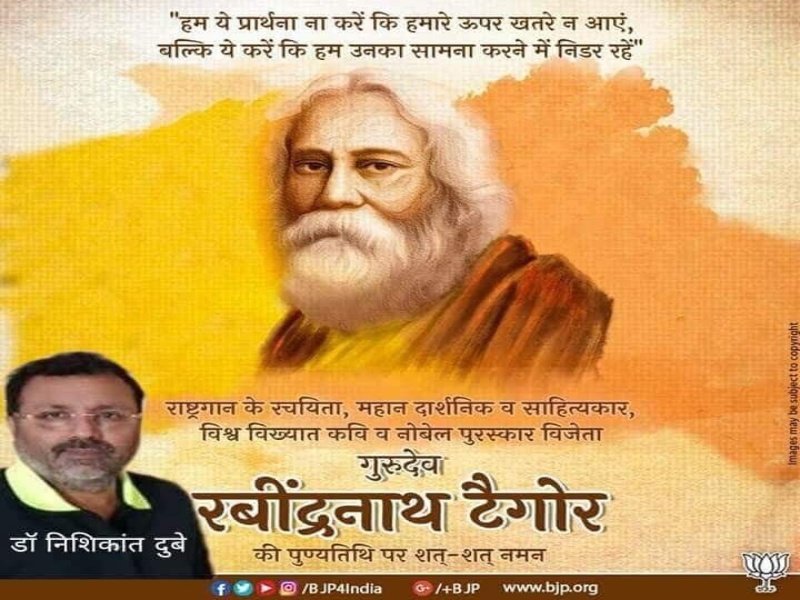 "हम ये प्रार्थना ना करें कि हमारे ऊपर खतरे न आएं,
बल्कि ये करें कि हम उनका सामना करने में निडर रहें"
राष्ट्रगान के रचयिता, महान दार्शनिक व साहित्यकार,
विश्व विख्यात कवि व नोबेल पुरस्कार विजेता
गुरुदेव
रबींद्रनाथ टैगोर
की पुण्यतिथि पर शत्-शत् नमन
डॉ निशिकांत दुबे
/BJP4India G+ /+BJP www.bjp.org
Images may be subject to copyright